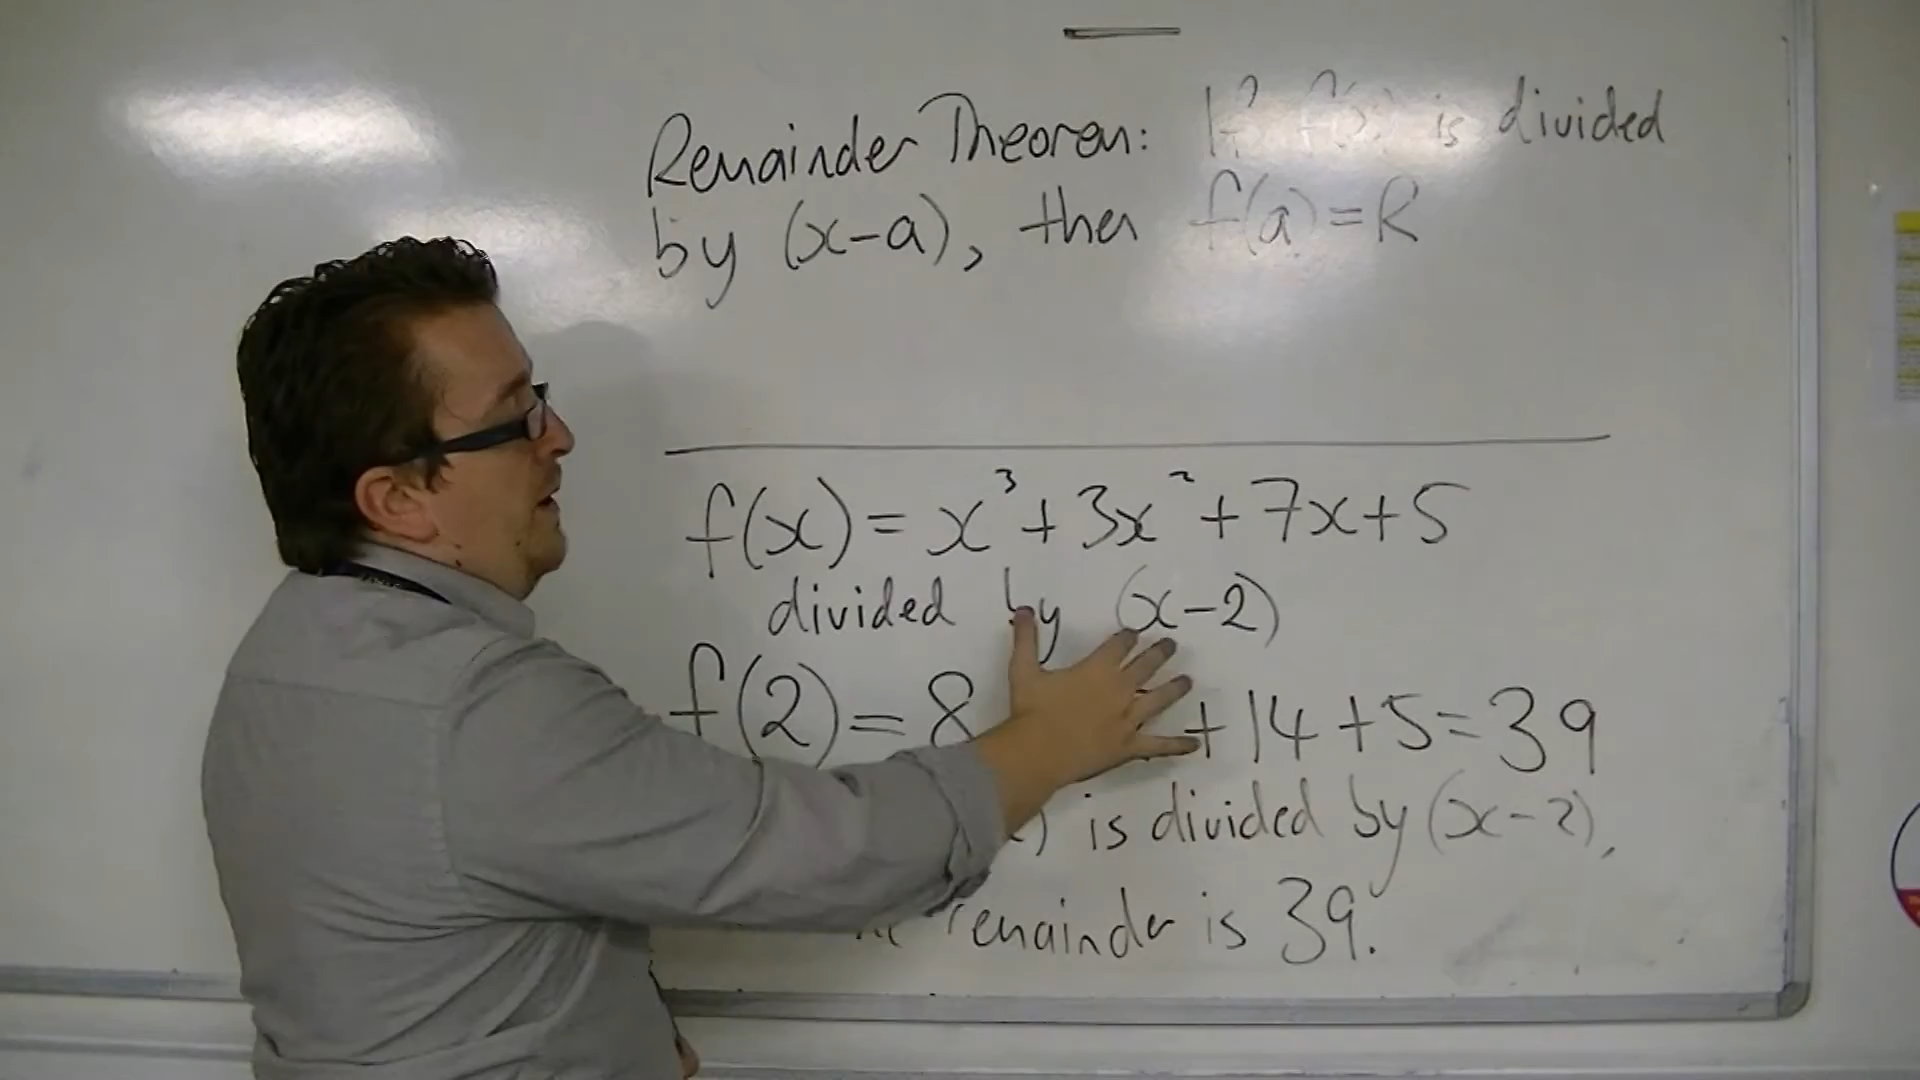 Remainder Theorem: If f(x) is divided
by (x-a), then f(a)=R
f(x) = x³+3x²+7x+5
divided by (x-2)
f(2)=8 +14+5=39
is divided by (x-2),
remainder is 39.